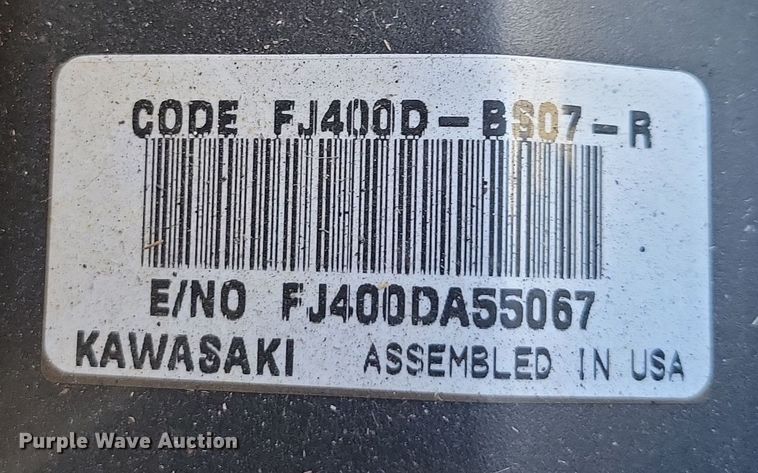 CODE FJ400D-BS07-R
E/NO FJ400DA55067
KAWASAKI ASSEMBLED IN USA
Purple Wave Auction